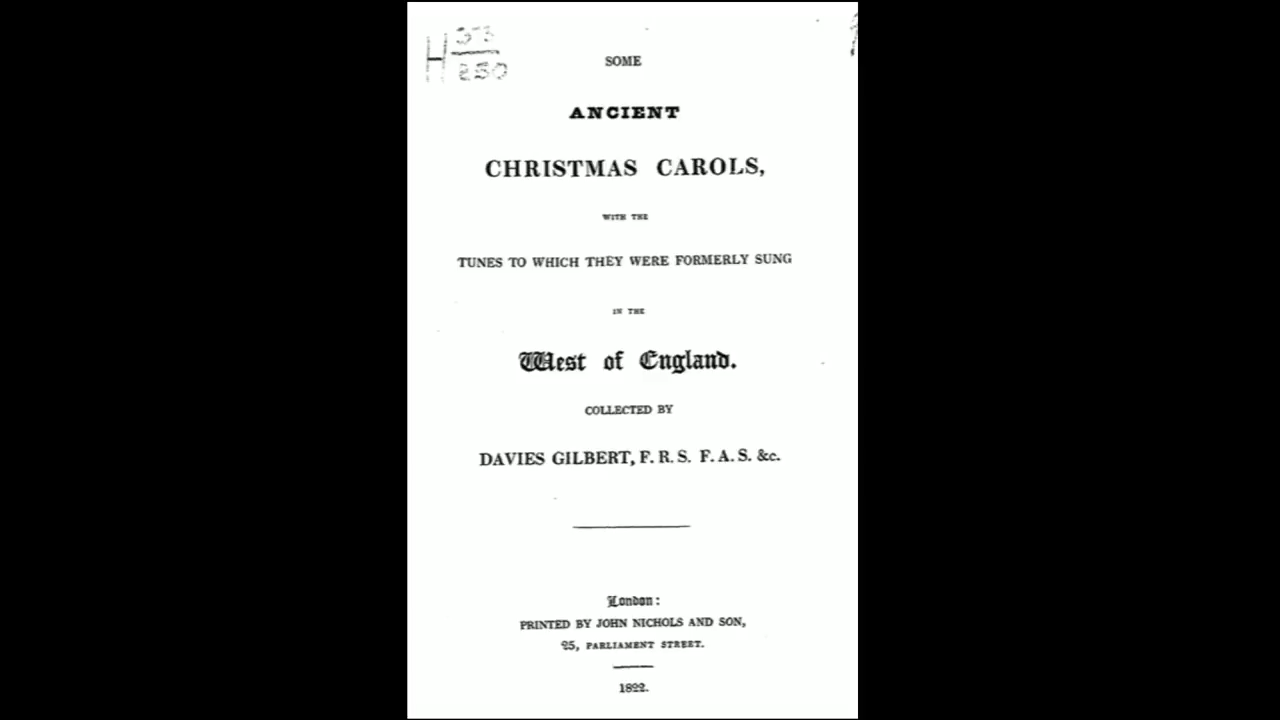 SOME
ANCIENT
CHRISTMAS CAROLS,
WITH THE
TUNES TO WHICH THEY WERE FORMERLY SUNG
IN THE
West of England.
COLLECTED BY
DAVIES GILBERT, F. R. S. F. A. S. &c.
London:
PRINTED BY JOHN NICHOLS AND SON,
25, PARLIAMENT STREET.
1822.